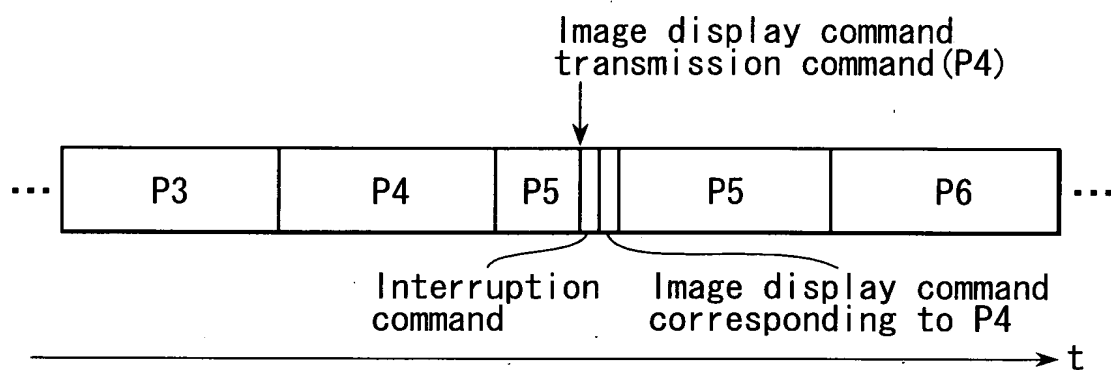 Image display command
transmission command(P4)
... P3 P4 P5 P5 P6 ...
Interruption
command
Image display command
corresponding to P4
t